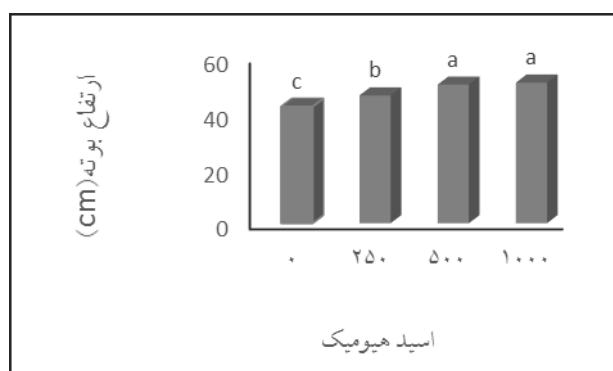 ارتفاع بوته(cm)
60
40
20
0
c
b
a
a
۰
۲۵۰
۵۰۰
۱۰۰۰
اسید هیومیک